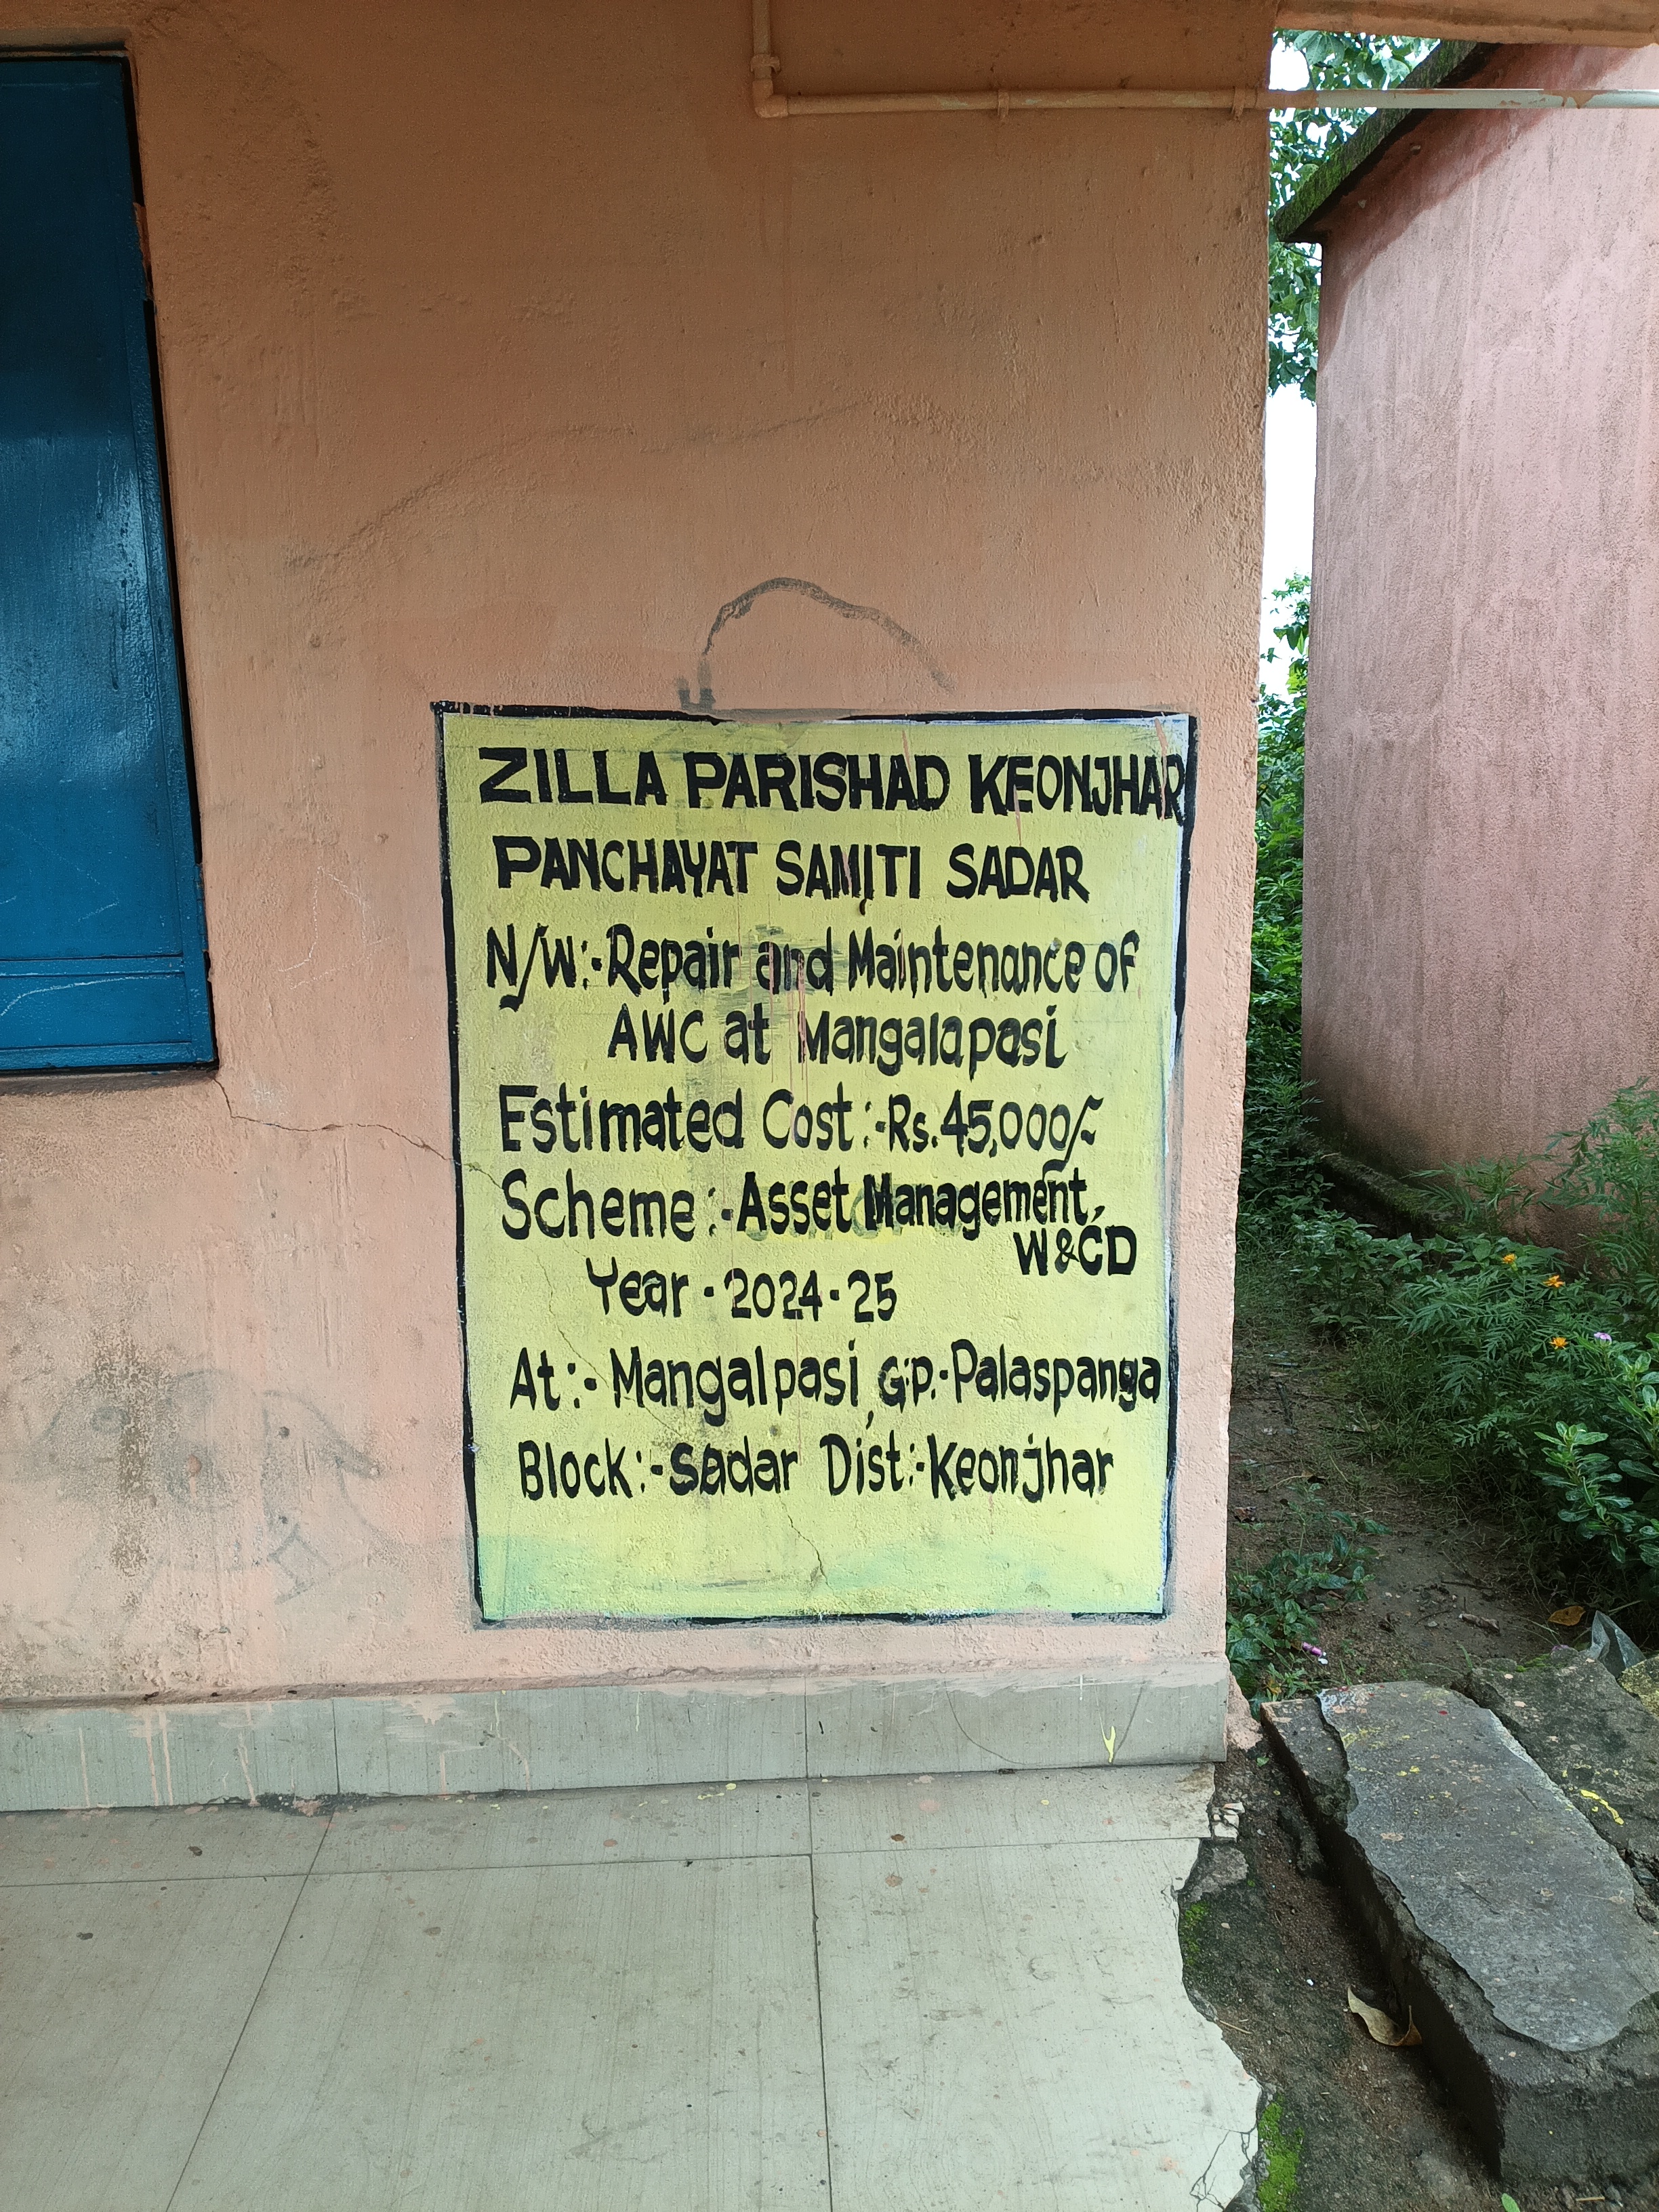 ZILLA PARISHAD KEONJHAR
PANCHAYAT SAMITI SADAR
N/W:-Repair and Maintenance of
AWC at Mangalapasi
Estimated Cost:-Rs.45,000/-
Scheme:-Asset Management,
W&CD
Year-2024-25
At:-Mangalpasi, G.P.-Palaspanga
Block:-Sadar Dist:-Keonjhar